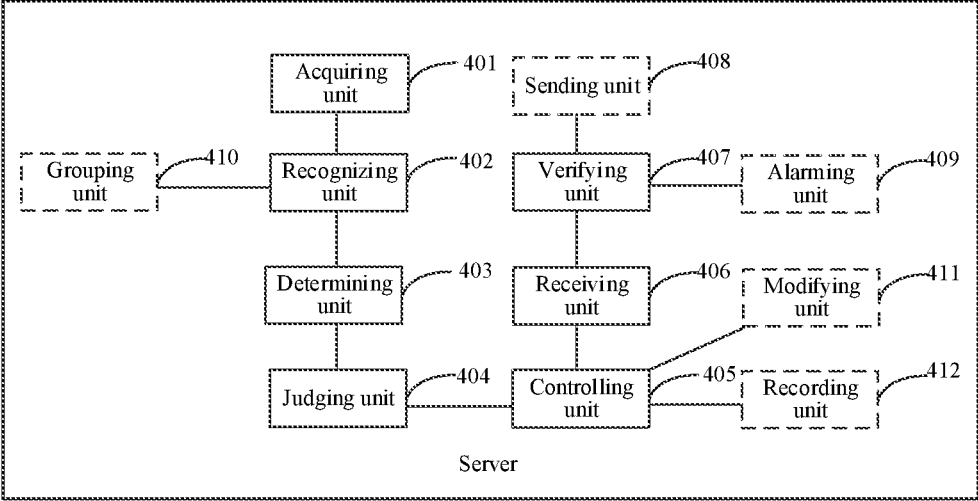 Acquiring
unit
401
Sending unit
408
Grouping
unit
410
Recognizing
unit
402
Verifying
unit
407
Alarming
unit
409
Determining
unit
403
Receiving
unit
406
Modifying
unit
411
Judging unit
404
Controlling
unit
405
Recording
unit
412
Server